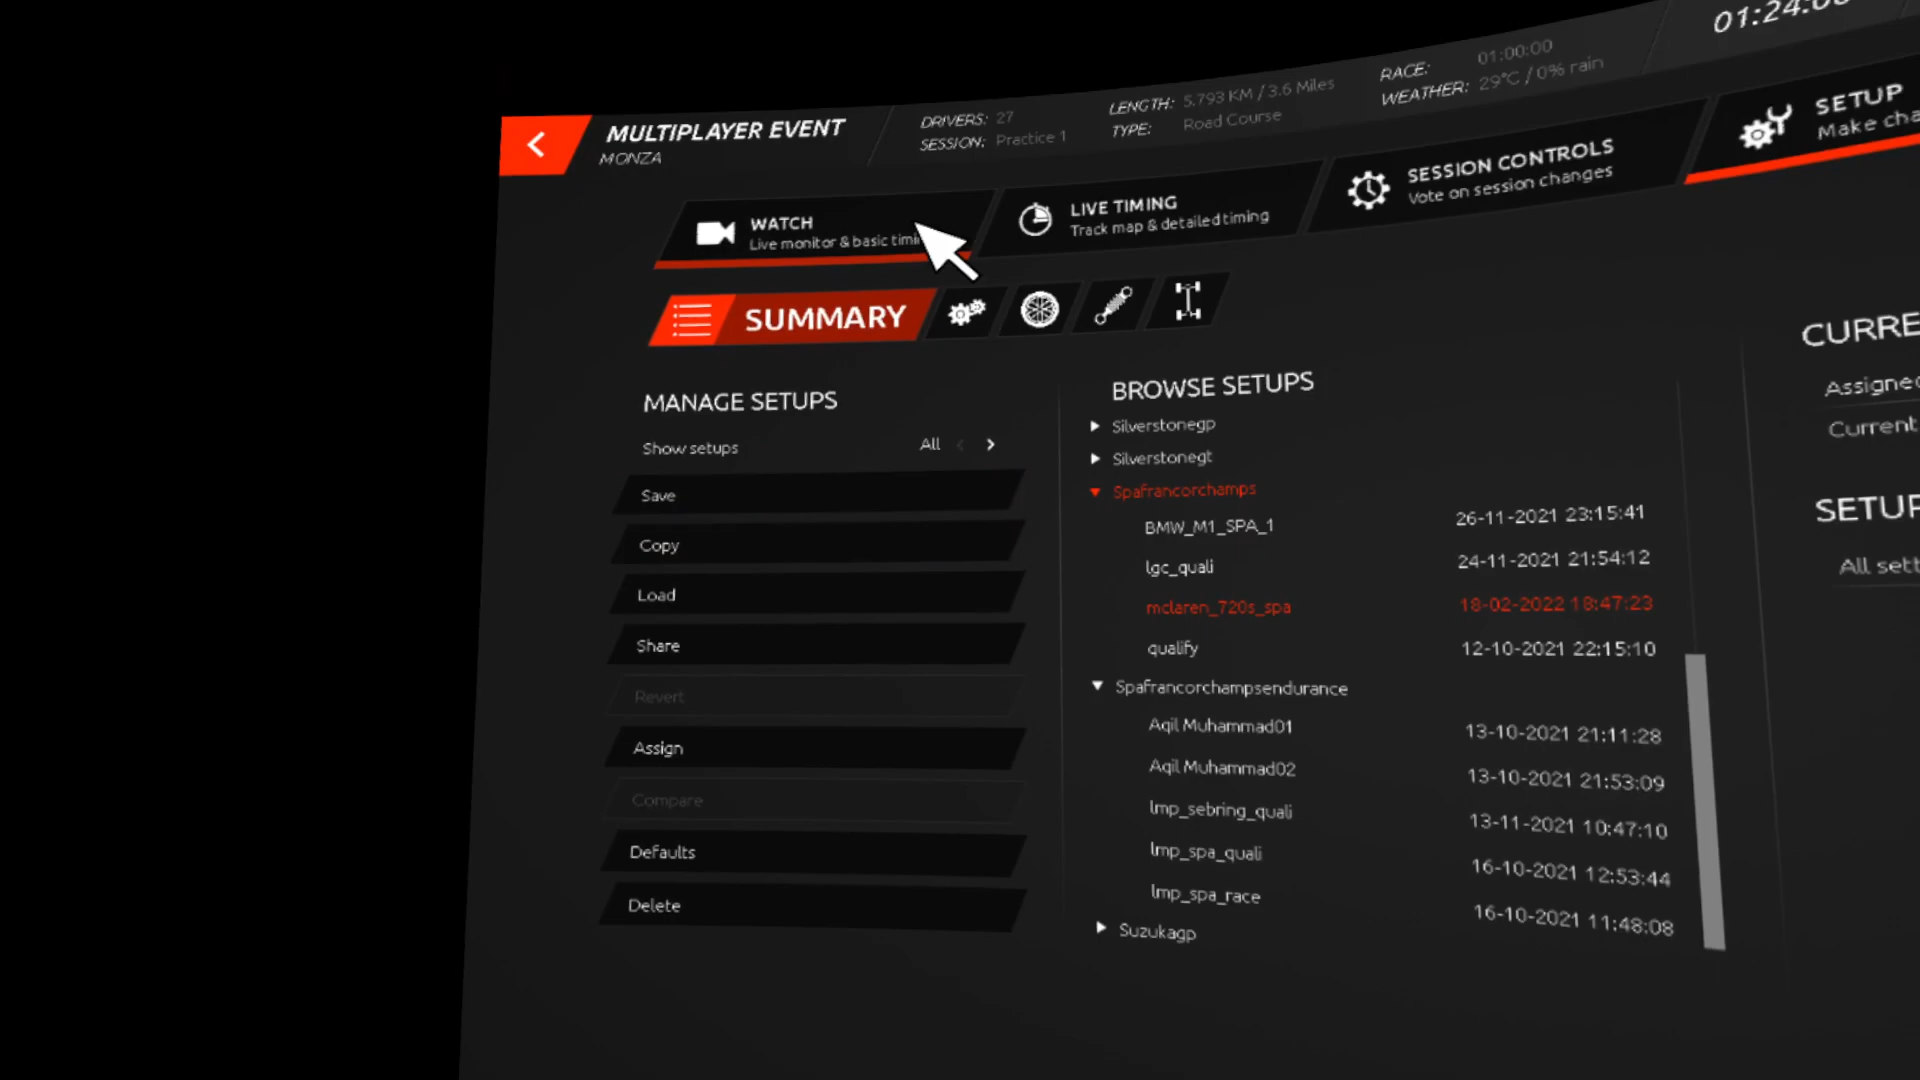 MULTIPLAYER EVENT
MONZA
DRIVERS: 27
SESSION: Practice 1
LENGTH: 5.793 KM / 3.6 Miles
TYPE: Road Course
RACE: 01:00:00
WEATHER: 29°C / 0% rain
WATCH
Live monitor & basic
LIVE TIMING
Track map & detailed timing
SESSION CONTROLS
Vote on session changes
SETUP
Make
SUMMARY
MANAGE SETUPS
Show setups All
Save
Copy
Load
Share
Revert
Assign
Compare
Defaults
Delete
BROWSE SETUPS
Silverstonegp
Silverstonegt
Spafrancorchamps
BMW_M1_SPA_1 26-11-2021 23:15:41
lgc_quali 24-11-2021 21:54:12
mclaren_720s_spa 18-02-2022 18:47:23
qualify 12-10-2021 22:15:10
Spafrancorchampsendurance
Aqil Muhammad01 13-10-2021 21:11:28
Aqil Muhammad02 13-10-2021 21:53:09
lmp_sebring_quali 13-11-2021 10:47:10
lmp_spa_quali 16-10-2021 12:53:44
lmp_spa_race 16-10-2021 11:48:08
Suzukagp
Assigned
Current
All